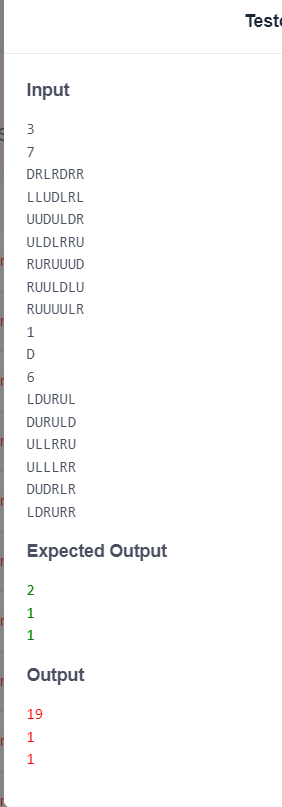 Input
3
7
DRLRDRR
LLUDLRL
UUDULDR
ULDLRRU
RURUUUD
RUULDLU
RUUUULR
1
D
6
LDURUL
DURULD
ULLRRU
ULLLRR
DUDRLR
LDRURR
Expected Output
2
1
1
Output
19
1
1